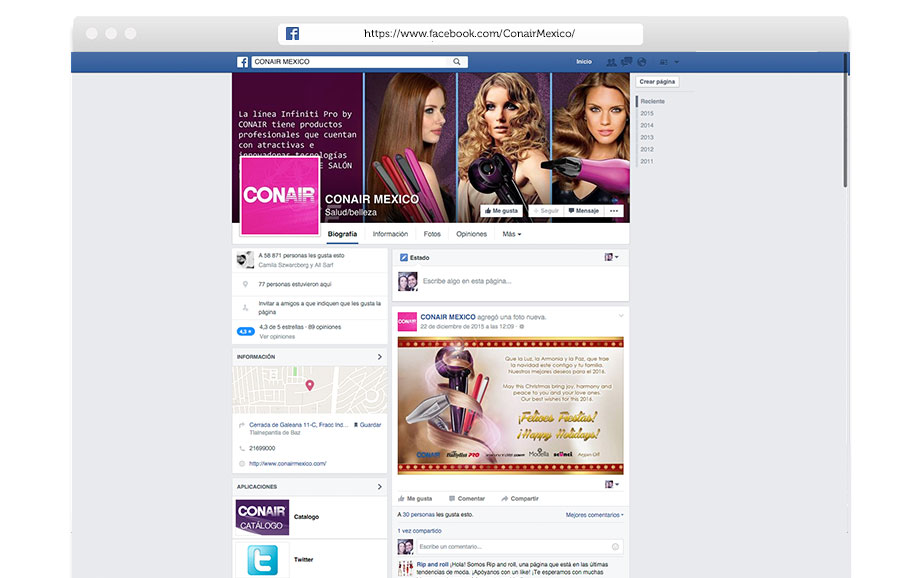 https://www.facebook.com/ConairMexico/
CONAIR MEXICO
Inicio
Crear página
Reciente
2015
2014
2013
2012
2011
La línea Infiniti Pro by
CONAIR tiene productos
profesionales que cuentan
con atractivas e
innovadoras tecnologías
SALÓN
CONAIR
CONAIR MEXICO
Salud/belleza
Me gusta
Seguir
Mensaje
Biografía Información Fotos Opiniones Más
A 58 871 personas les gusta esto
Camila Szwarcberg y Ali Sarf
77 personas estuvieron aquí
Invitar a amigos a que indiquen que les gusta la
página
4,3 de 5 estrellas · 89 opiniones
Ver opiniones
INFORMACIÓN
Cerrada de Galeana 11-C, Fracc Ind... Guardar
Tlalnepantla de Baz
21699000
http://www.conairmexico.com/
APLICACIONES
CONAIR
CATÁLOGO
Catalogo
Twitter
Estado
Escribe algo en esta página...
CONAIR
CONAIR MEXICO agregó una foto nueva.
22 de diciembre de 2015 a las 12:09
Que la Luz, la Armonía y la Paz, que trae
la navidad este contigo y tu familia.
Nuestros mejores deseos para el 2016.
May this Christmas bring joy, harmony and
peace to you and your love ones.
Our best wishes for this 2016.
¡Felices Fiestas!
¡Happy Holidays!
CONAIR BaByliss PRO Modella
Me gusta Comentar Compartir
A 30 personas les gusta esto. Mejores comentarios
1 vez compartido
Escribe un comentario...
Rip and roll ¡Hola! Somos Rip and roll, una página que está en las últimas
tendencias de moda. ¡Apóyanos con un like! ¡Te esperamos con muchas